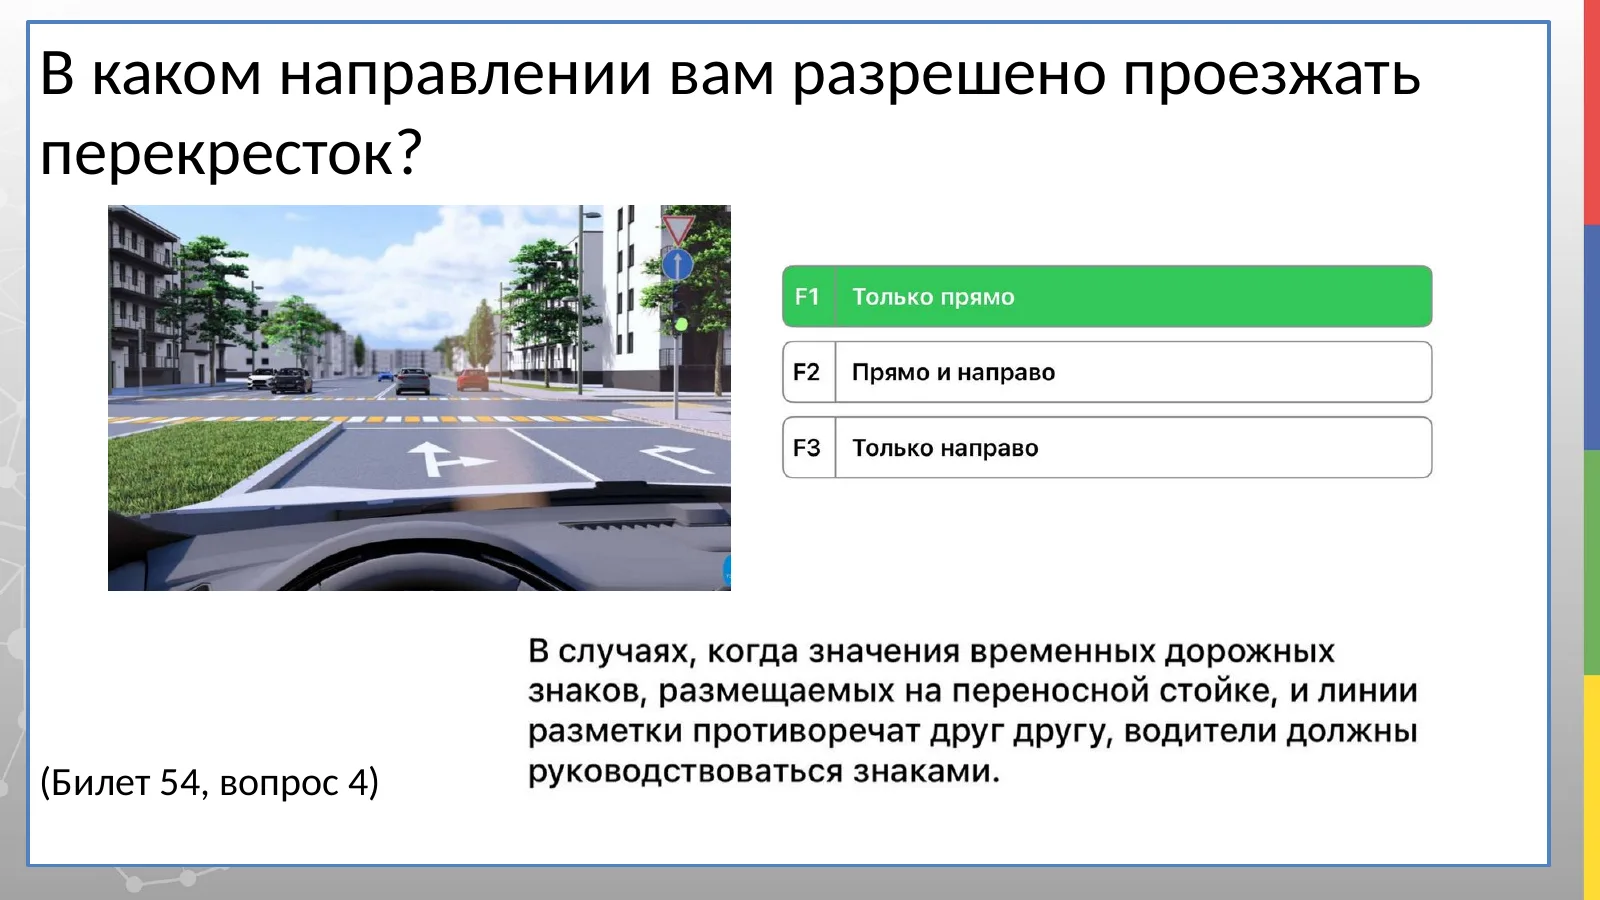 В каком направлении вам разрешено проезжать
перекресток?
F1 Только прямо
F2 Прямо и направо
F3 Только направо
В случаях, когда значения временных дорожных
знаков, размещаемых на переносной стойке, и линии
разметки противоречат друг другу, водители должны
руководствоваться знаками.
(Билет 54, вопрос 4)